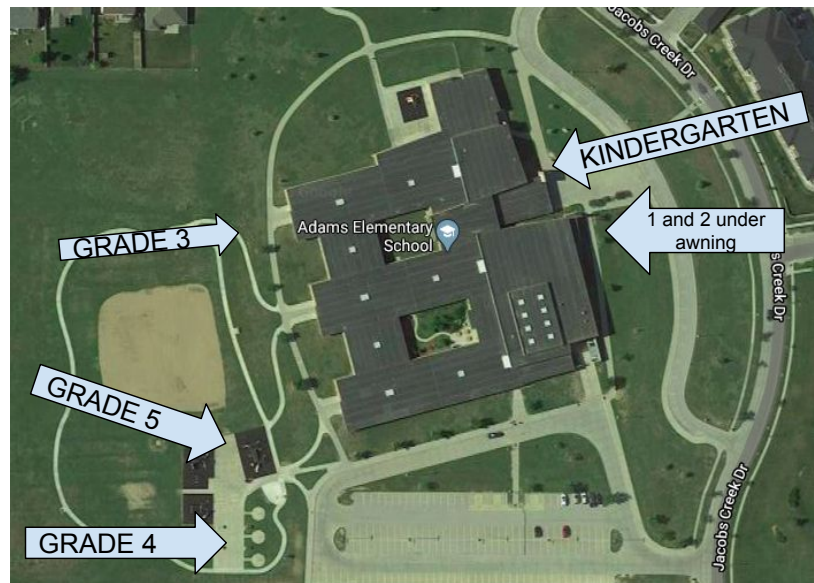 Jacobs Creek Dr
KINDERGARTEN
1 and 2 under
awning
GRADE 3
Adams Elementary
School
s Creek Dr
GRADE 5
GRADE 4
Jacobs Creek Dr